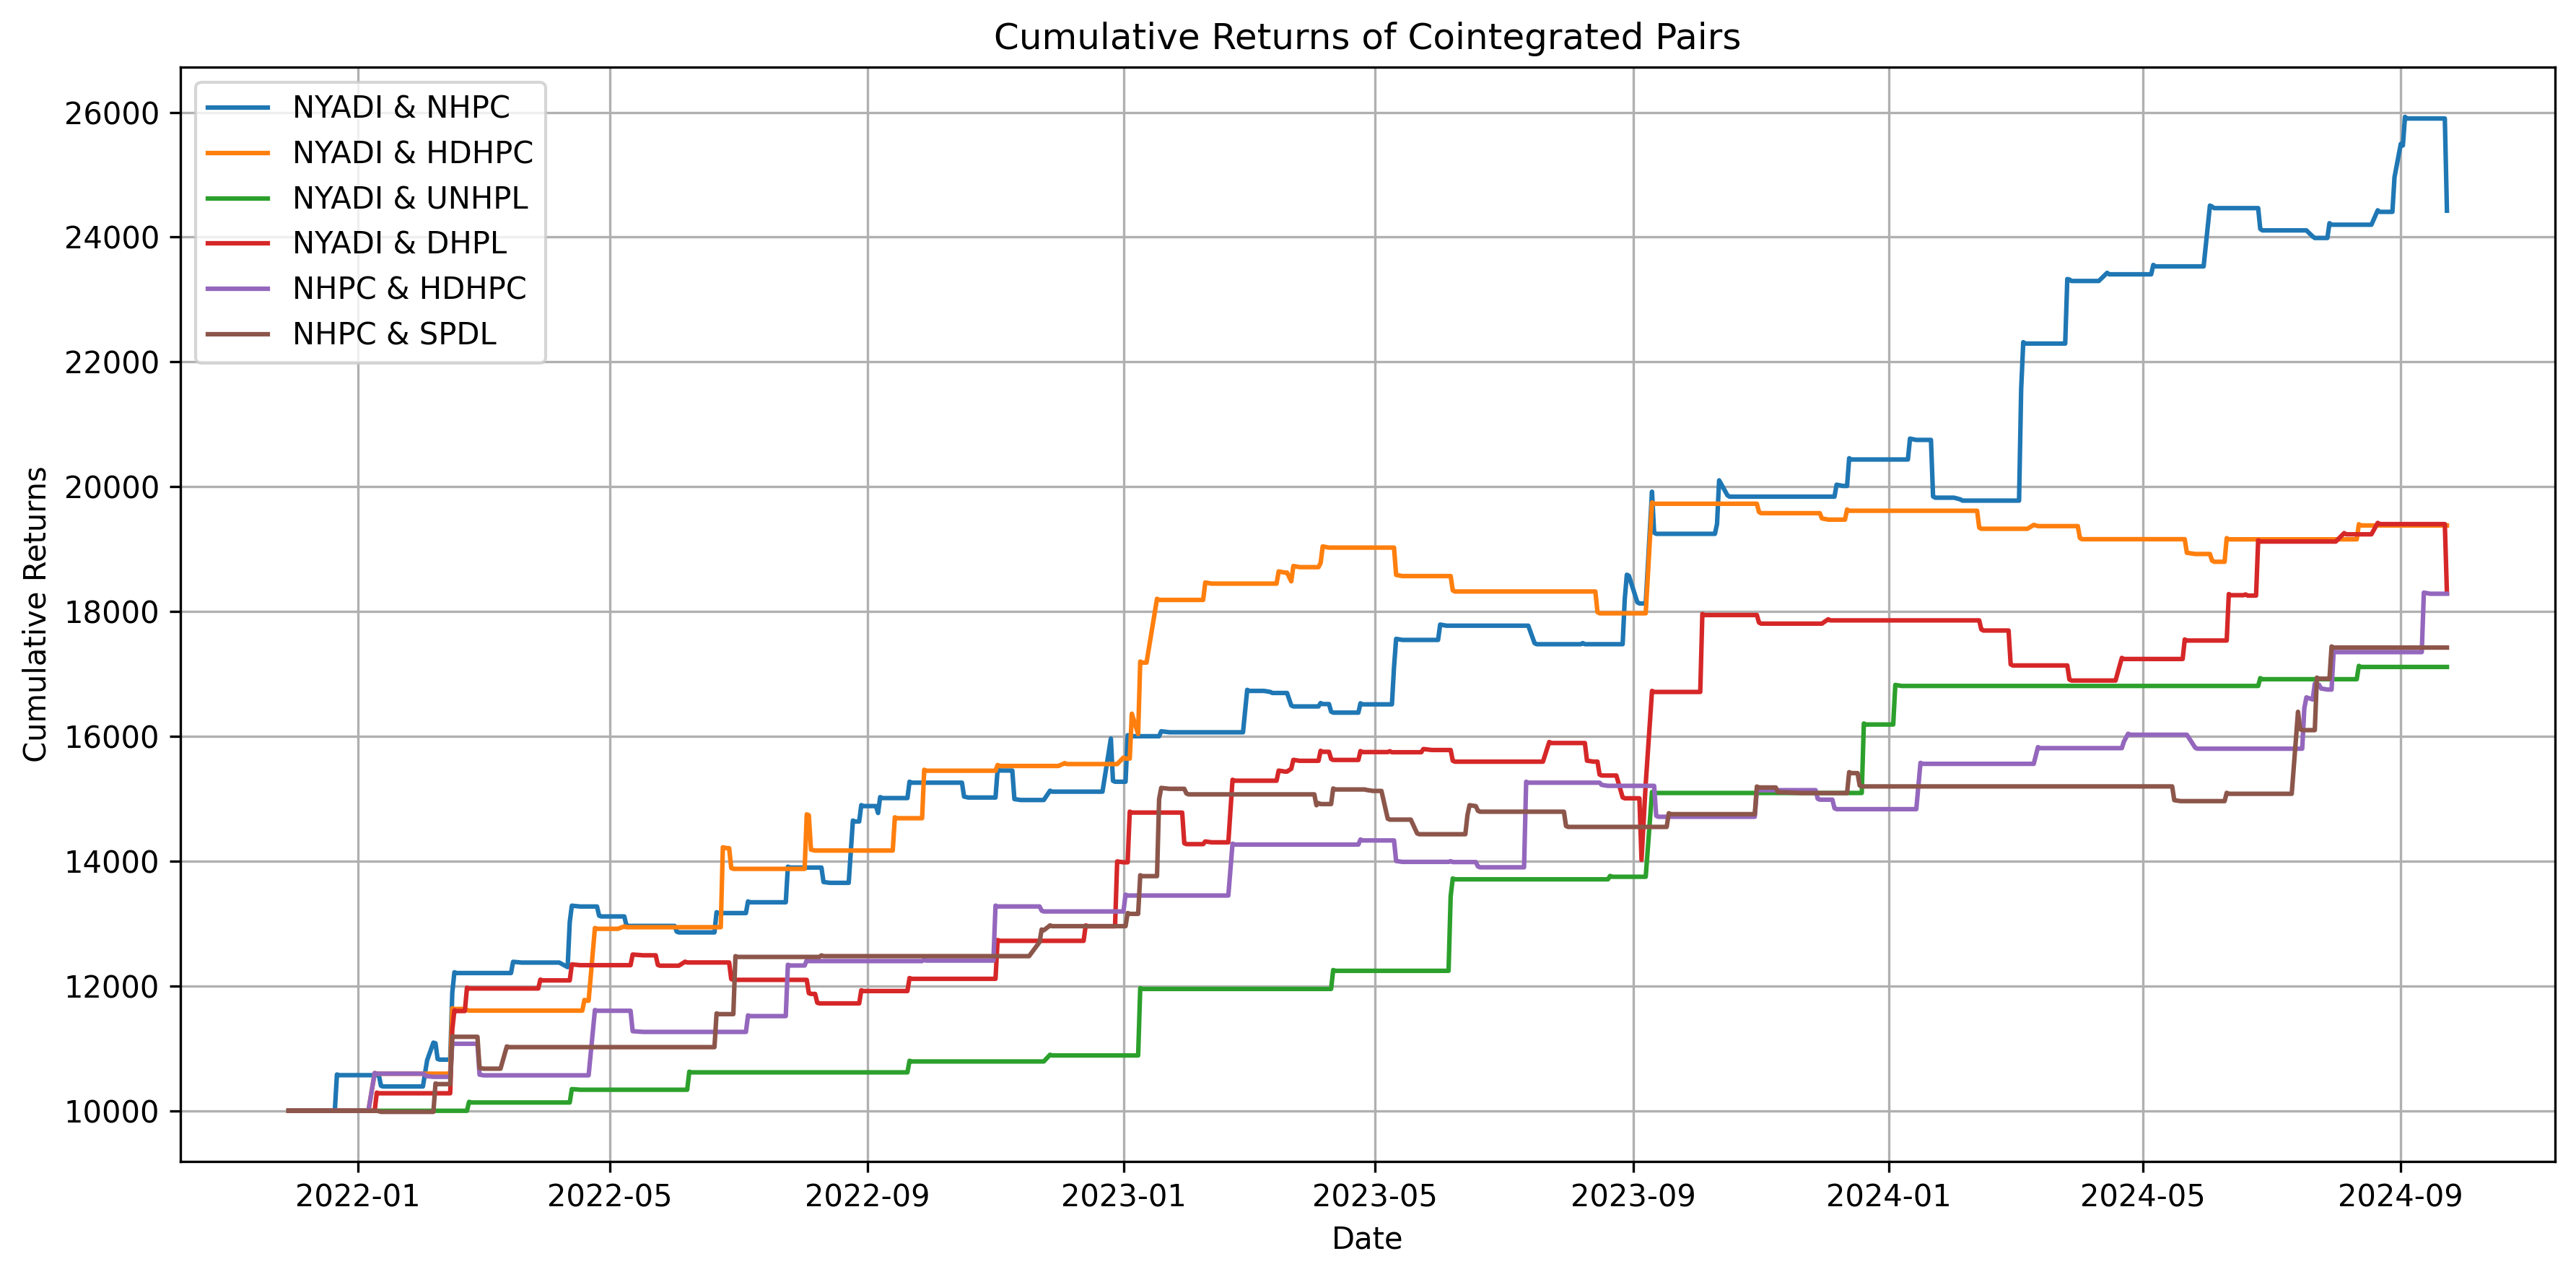 Cumulative Returns of Cointegrated Pairs
NYADI & NHPC
NYADI & HDHPC
NYADI & UNHPL
NYADI & DHPL
NHPC & HDHPC
NHPC & SPDL
26000
24000
22000
20000
18000
16000
14000
12000
10000
Cumulative Returns
2022-01
2022-05
2022-09
2023-01
2023-05
2023-09
2024-01
2024-05
2024-09
Date